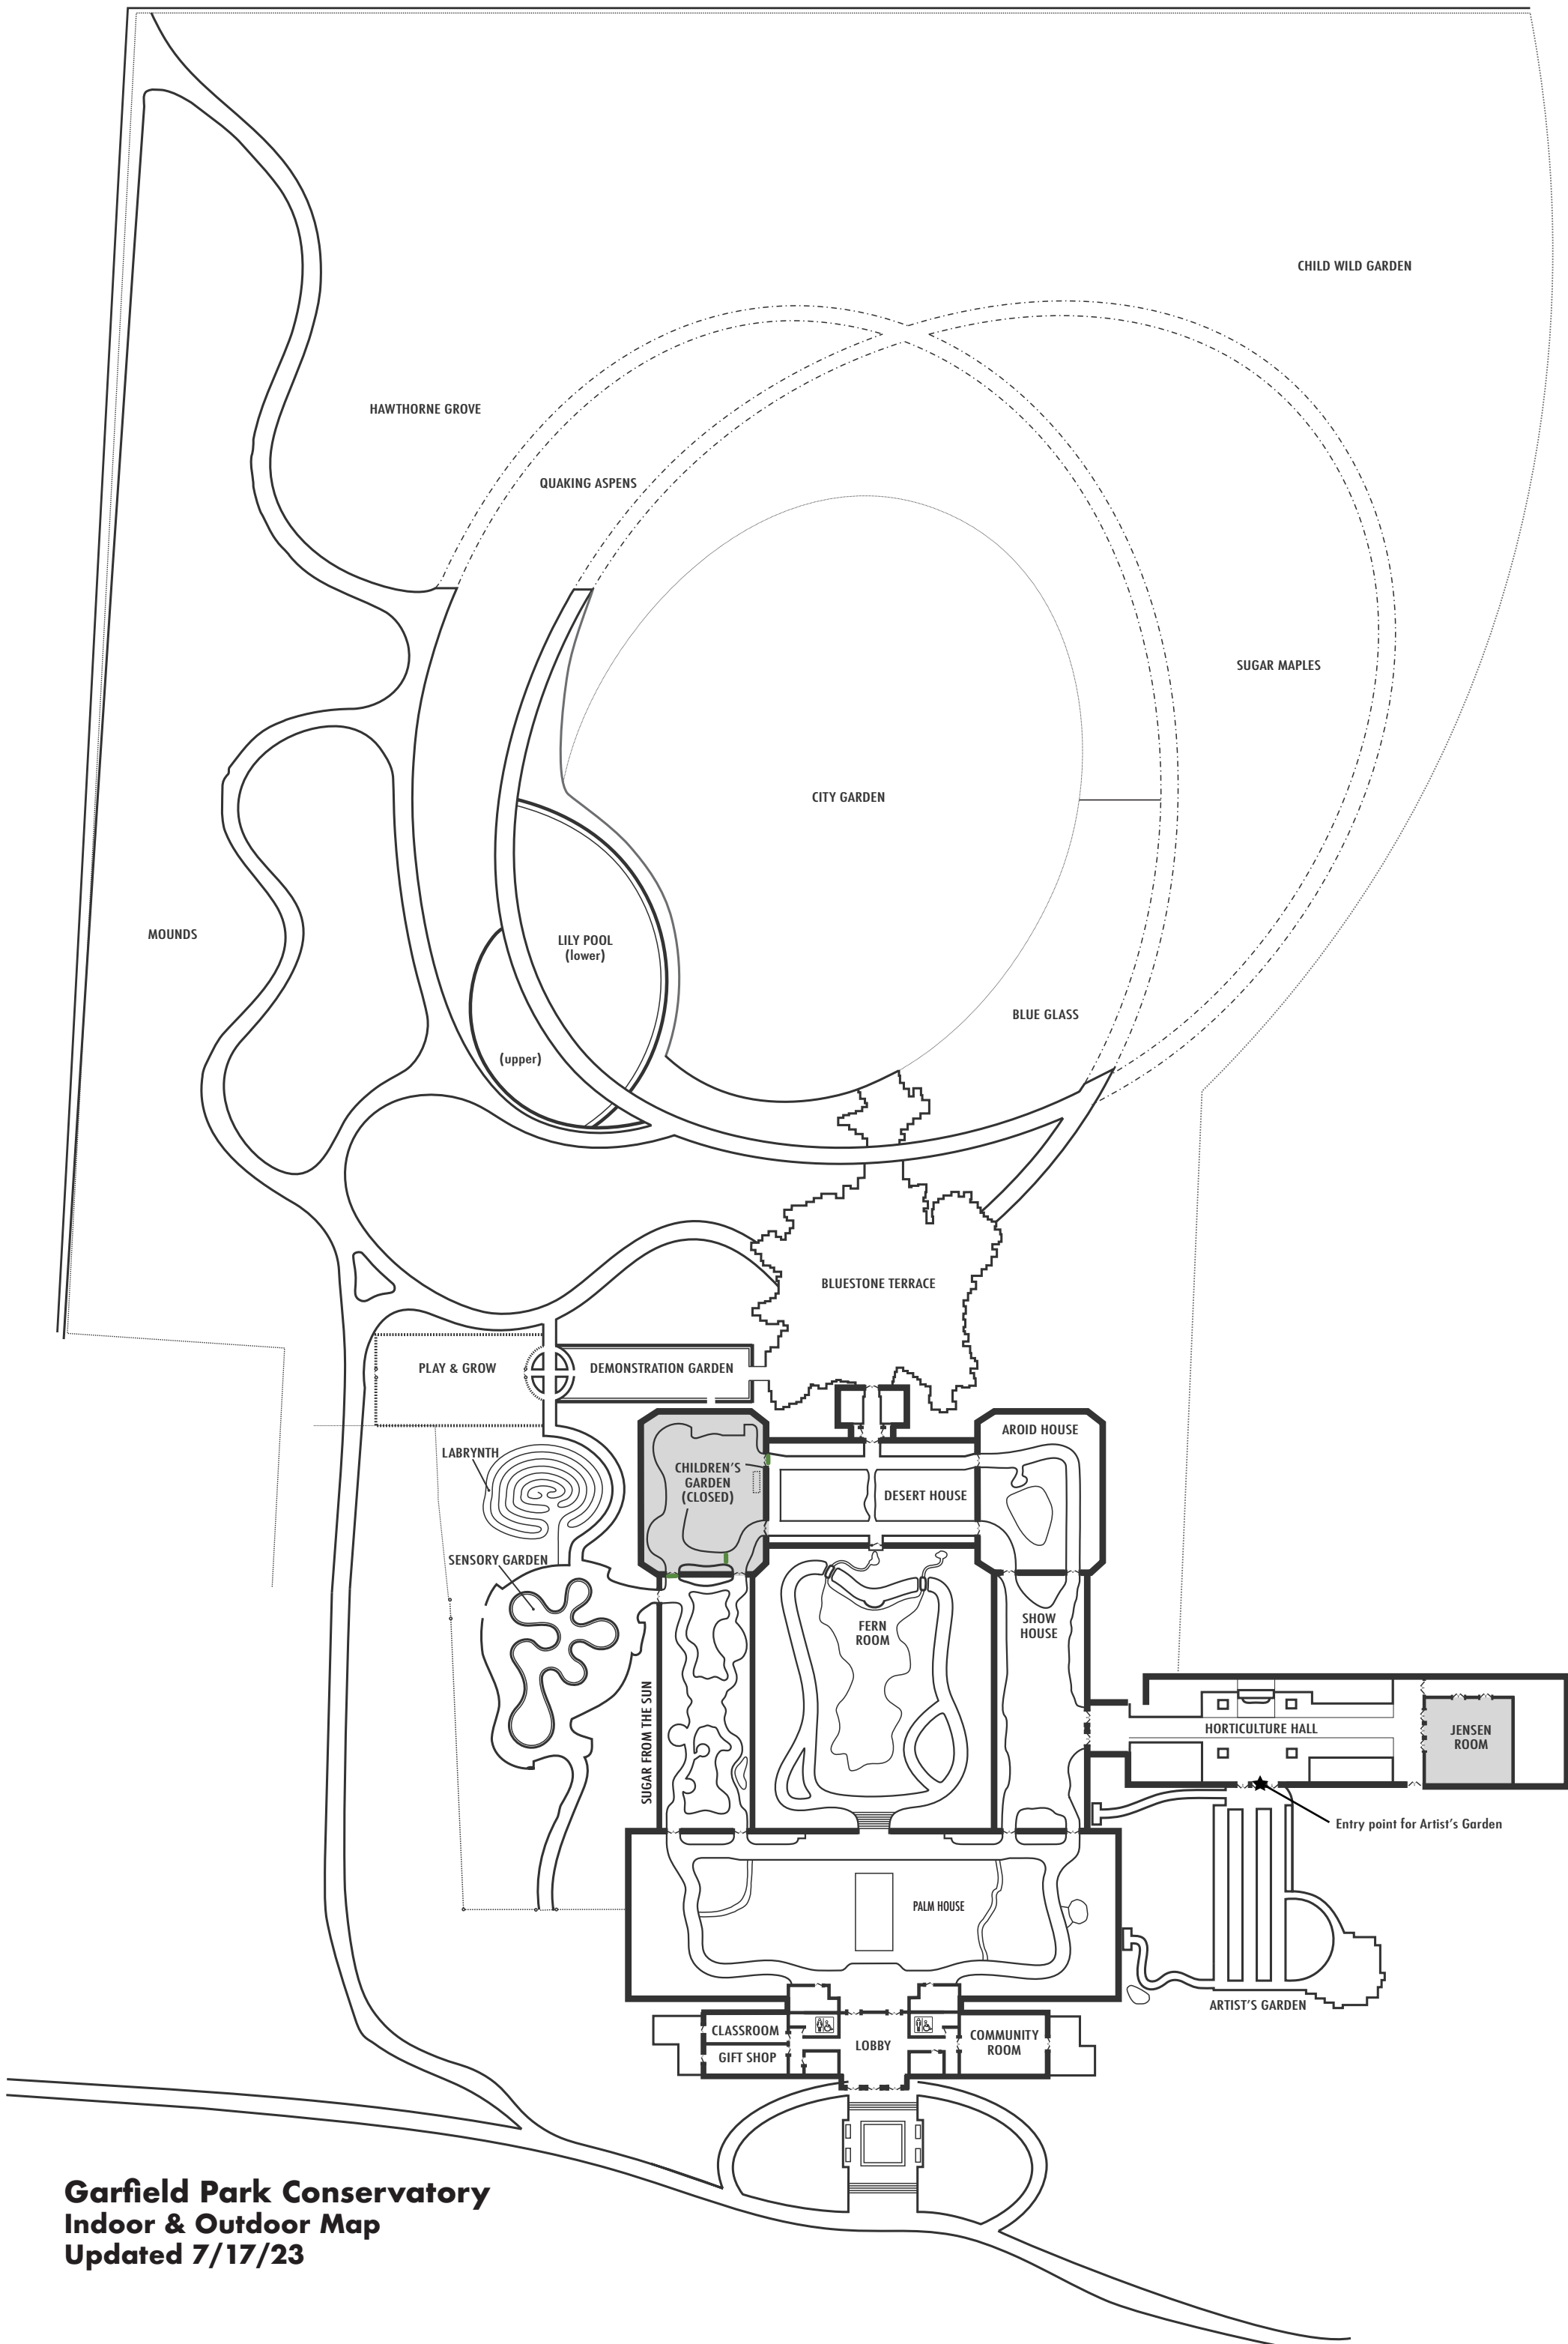 CHILD WILD GARDEN
HAWTHORNE GROVE
QUAKING ASPENS
SUGAR MAPLES
CITY GARDEN
MOUNDS
LILY POOL
(lower)
BLUE GLASS
(upper)
BLUESTONE TERRACE
PLAY & GROW
DEMONSTRATION GARDEN
AROID HOUSE
LABRYNTH
CHILDREN'S
GARDEN
(CLOSED)
DESERT HOUSE
SENSORY GARDEN
FERN
ROOM
SHOW
HOUSE
SUGAR FROM THE SUN
HORTICULTURE HALL
JENSEN
ROOM
Entry point for Artist's Garden
PALM HOUSE
ARTIST'S GARDEN
CLASSROOM
GIFT SHOP
LOBBY
COMMUNITY
ROOM
Garfield Park Conservatory
Indoor & Outdoor Map
Updated 7/17/23